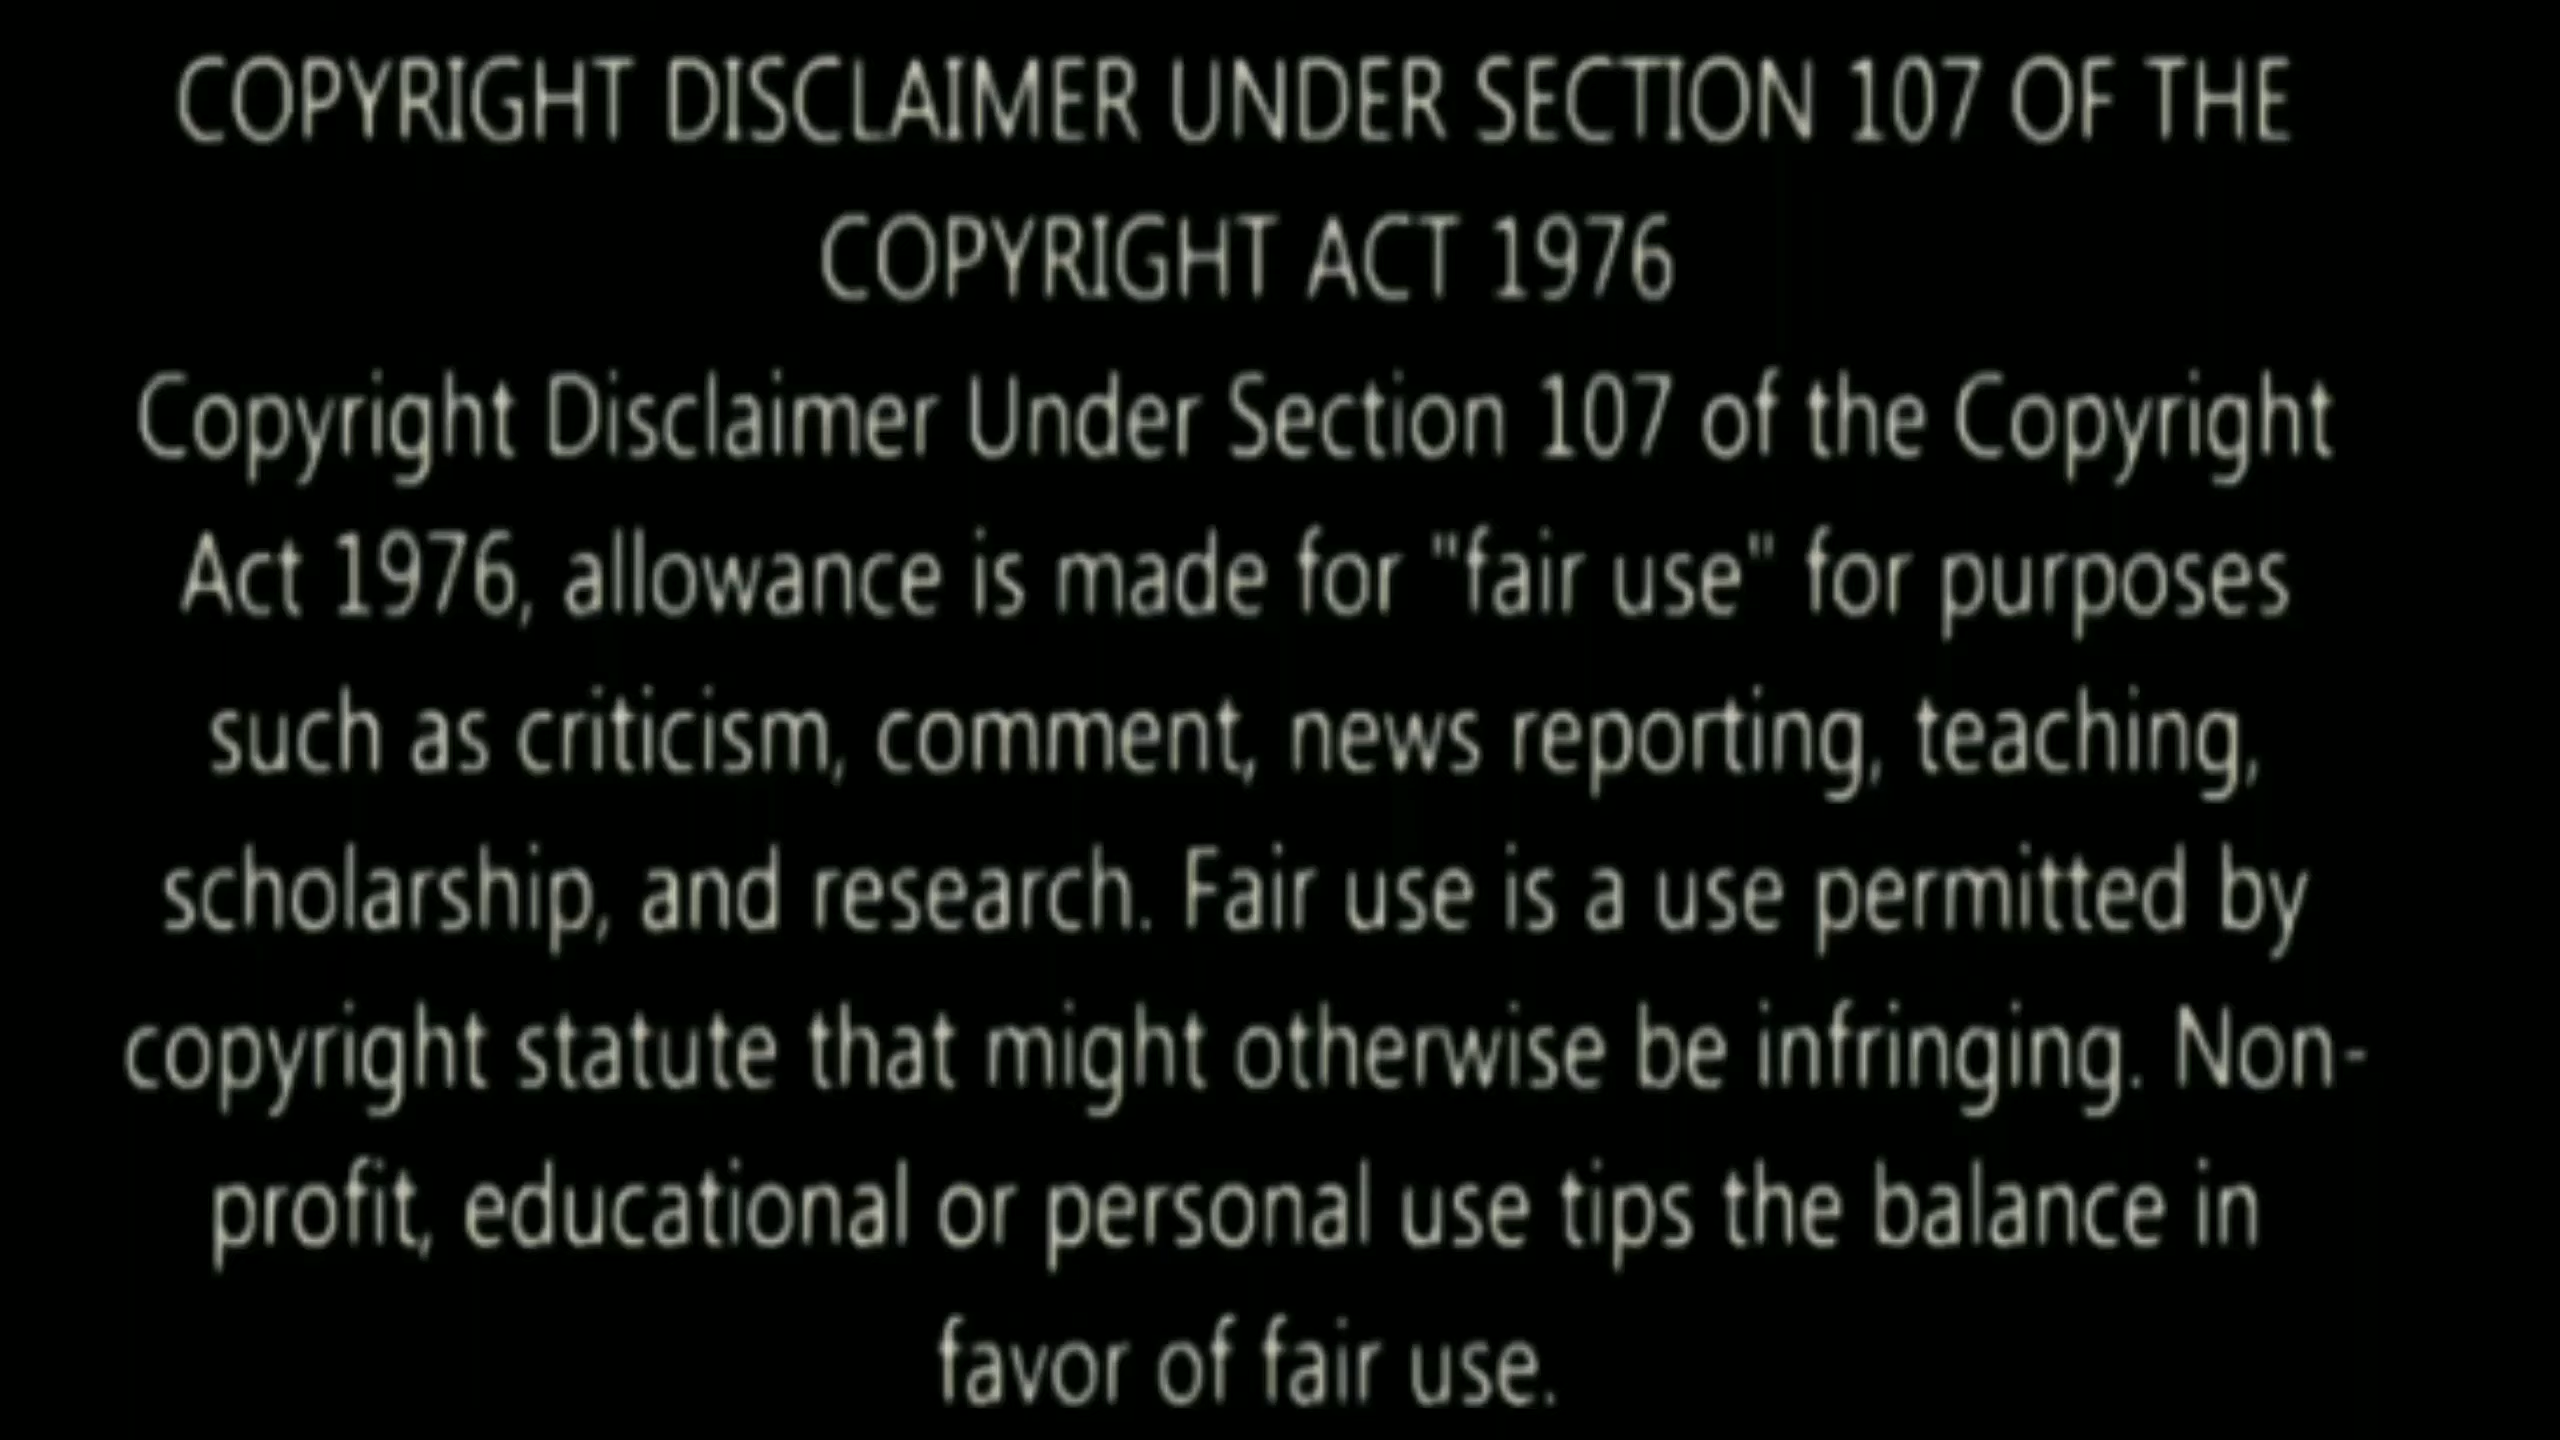 COPYRIGHT DISCLAIMER UNDER SECTION 107 OF THE
COPYRIGHT ACT 1976
Copyright Disclaimer Under Section 107 of the Copyright
Act 1976, allowance is made for "fair use" for purposes
such as criticism, comment, news reporting, teaching,
scholarship, and research. Fair use is a use permitted by
copyright statute that might otherwise be infringing. Non-
profit, educational or personal use tips the balance in
favor of fair use.